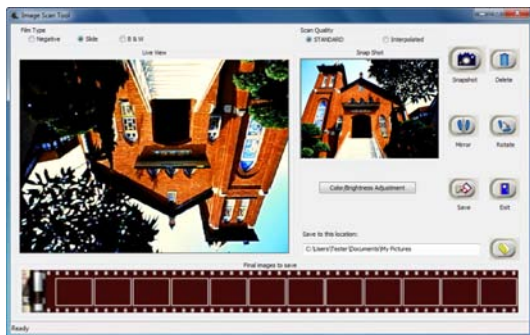 Image Scan Tool
Film Type
Negative
Slide
B & W
Scan Quality
STANDARD
Interpolated
Live View
Snap Shot
Snapshot
Delete
Mirror
Rotate
Color/Brightness Adjustment
Save
Exit
Save to this location:
C:\Users\Tester\Documents\My Pictures
Final images to save
Ready